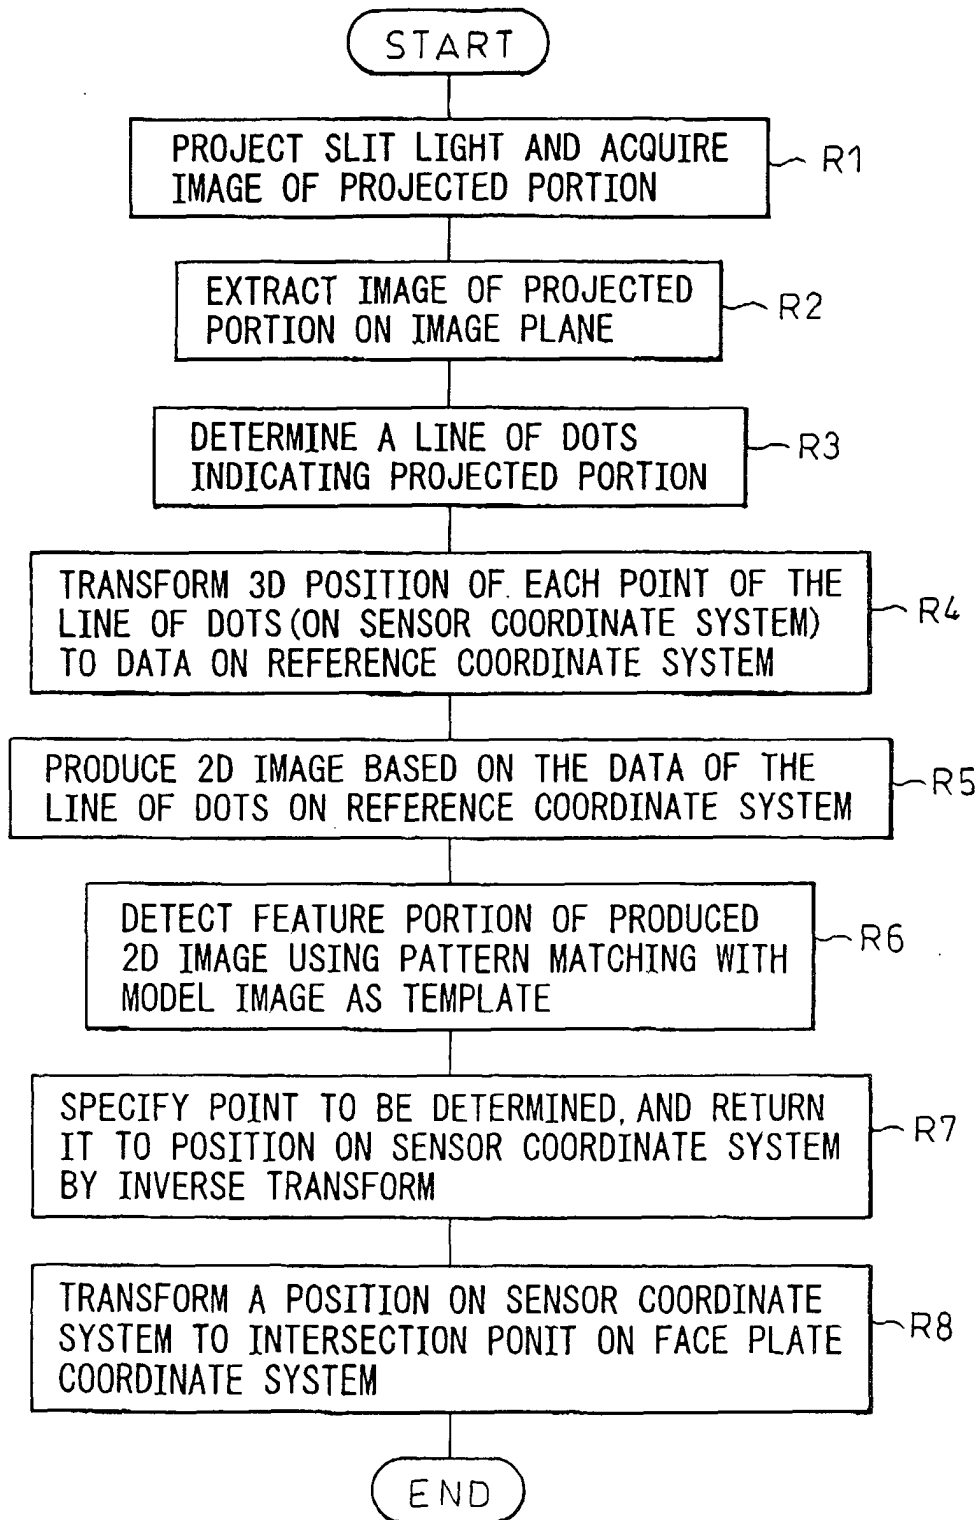 START
PROJECT SLIT LIGHT AND ACQUIRE
IMAGE OF PROJECTED PORTION
R1
EXTRACT IMAGE OF PROJECTED
PORTION ON IMAGE PLANE
R2
DETERMINE A LINE OF DOTS
INDICATING PROJECTED PORTION
R3
TRANSFORM 3D POSITION OF EACH POINT OF THE
LINE OF DOTS (ON SENSOR COORDINATE SYSTEM)
TO DATA ON REFERENCE COORDINATE SYSTEM
R4
PRODUCE 2D IMAGE BASED ON THE DATA OF THE
LINE OF DOTS ON REFERENCE COORDINATE SYSTEM
R5
DETECT FEATURE PORTION OF PRODUCED
2D IMAGE USING PATTERN MATCHING WITH
MODEL IMAGE AS TEMPLATE
R6
SPECIFY POINT TO BE DETERMINED, AND RETURN
IT TO POSITION ON SENSOR COORDINATE SYSTEM
BY INVERSE TRANSFORM
R7
TRANSFORM A POSITION ON SENSOR COORDINATE
SYSTEM TO INTERSECTION PONIT ON FACE PLATE
COORDINATE SYSTEM
R8
END